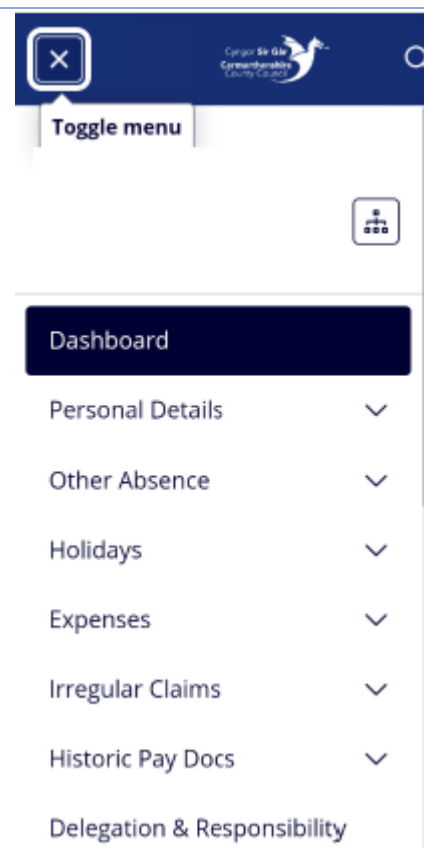 Cyngor Sir Gâr
Carmarthenshire
County Council
Toggle menu
Dashboard
Personal Details
Other Absence
Holidays
Expenses
Irregular Claims
Historic Pay Docs
Delegation & Responsibility